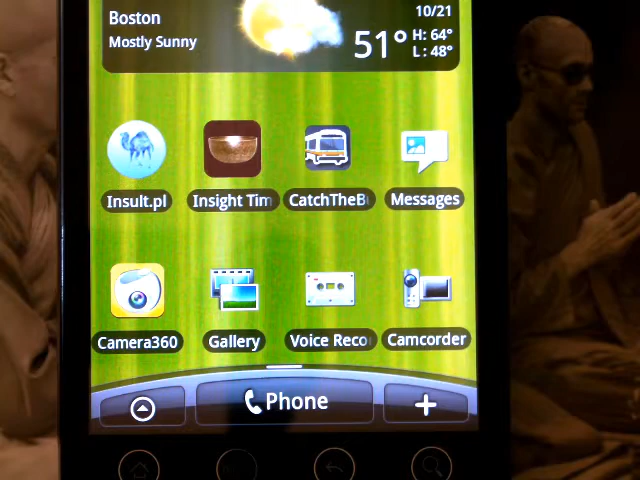 Boston
10/21
Mostly Sunny
51°
H: 64°
L: 48°
Insult.pl
Insight Tim
CatchTheB
Messages
Camera360
Gallery
Voice Reco
Camcorder
Phone